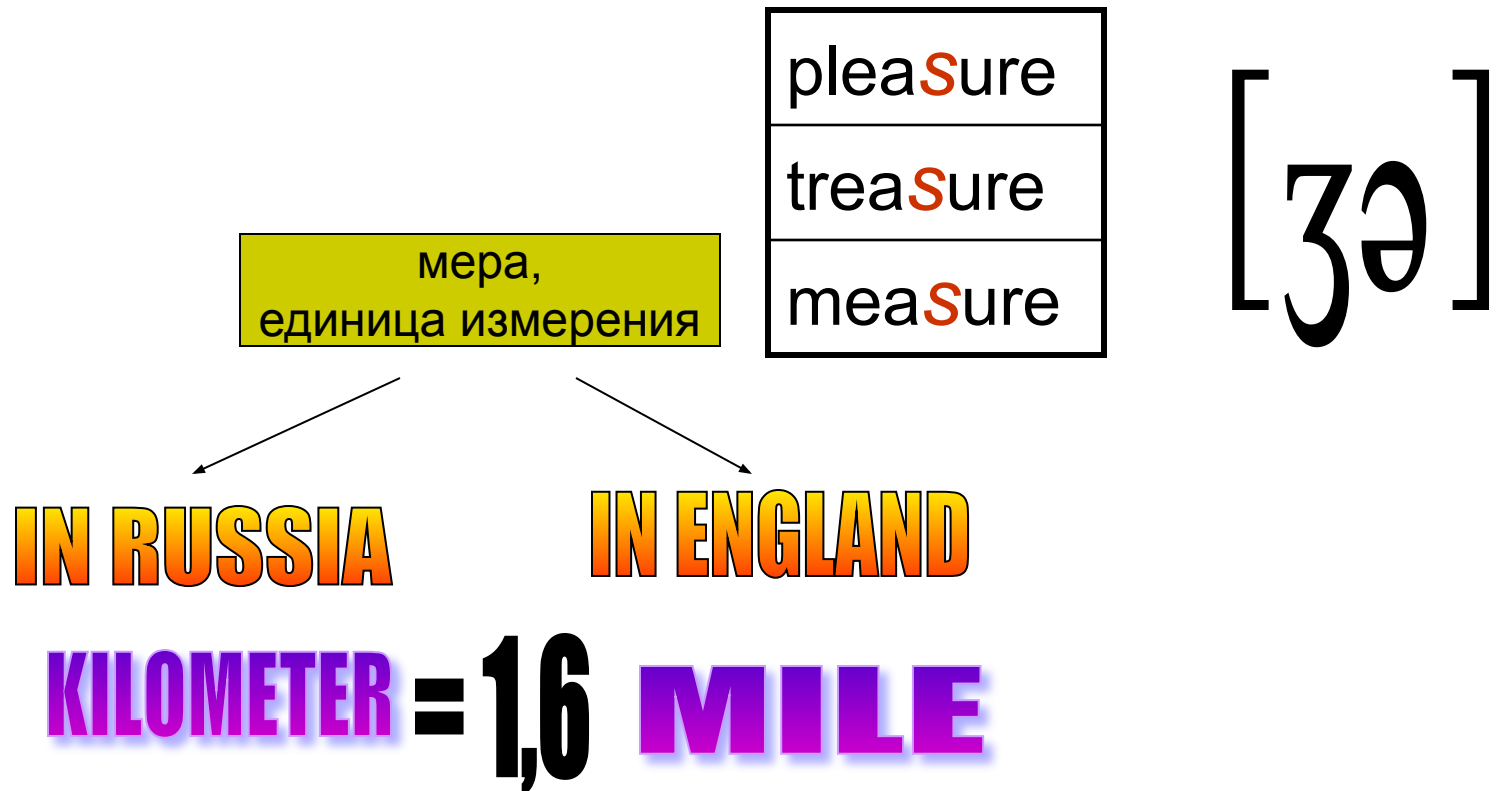 pleasure
treasure
measure
[ʒə]
мера,
единица измерения
IN RUSSIA
IN ENGLAND
KILOMETER = 1,6 MILE